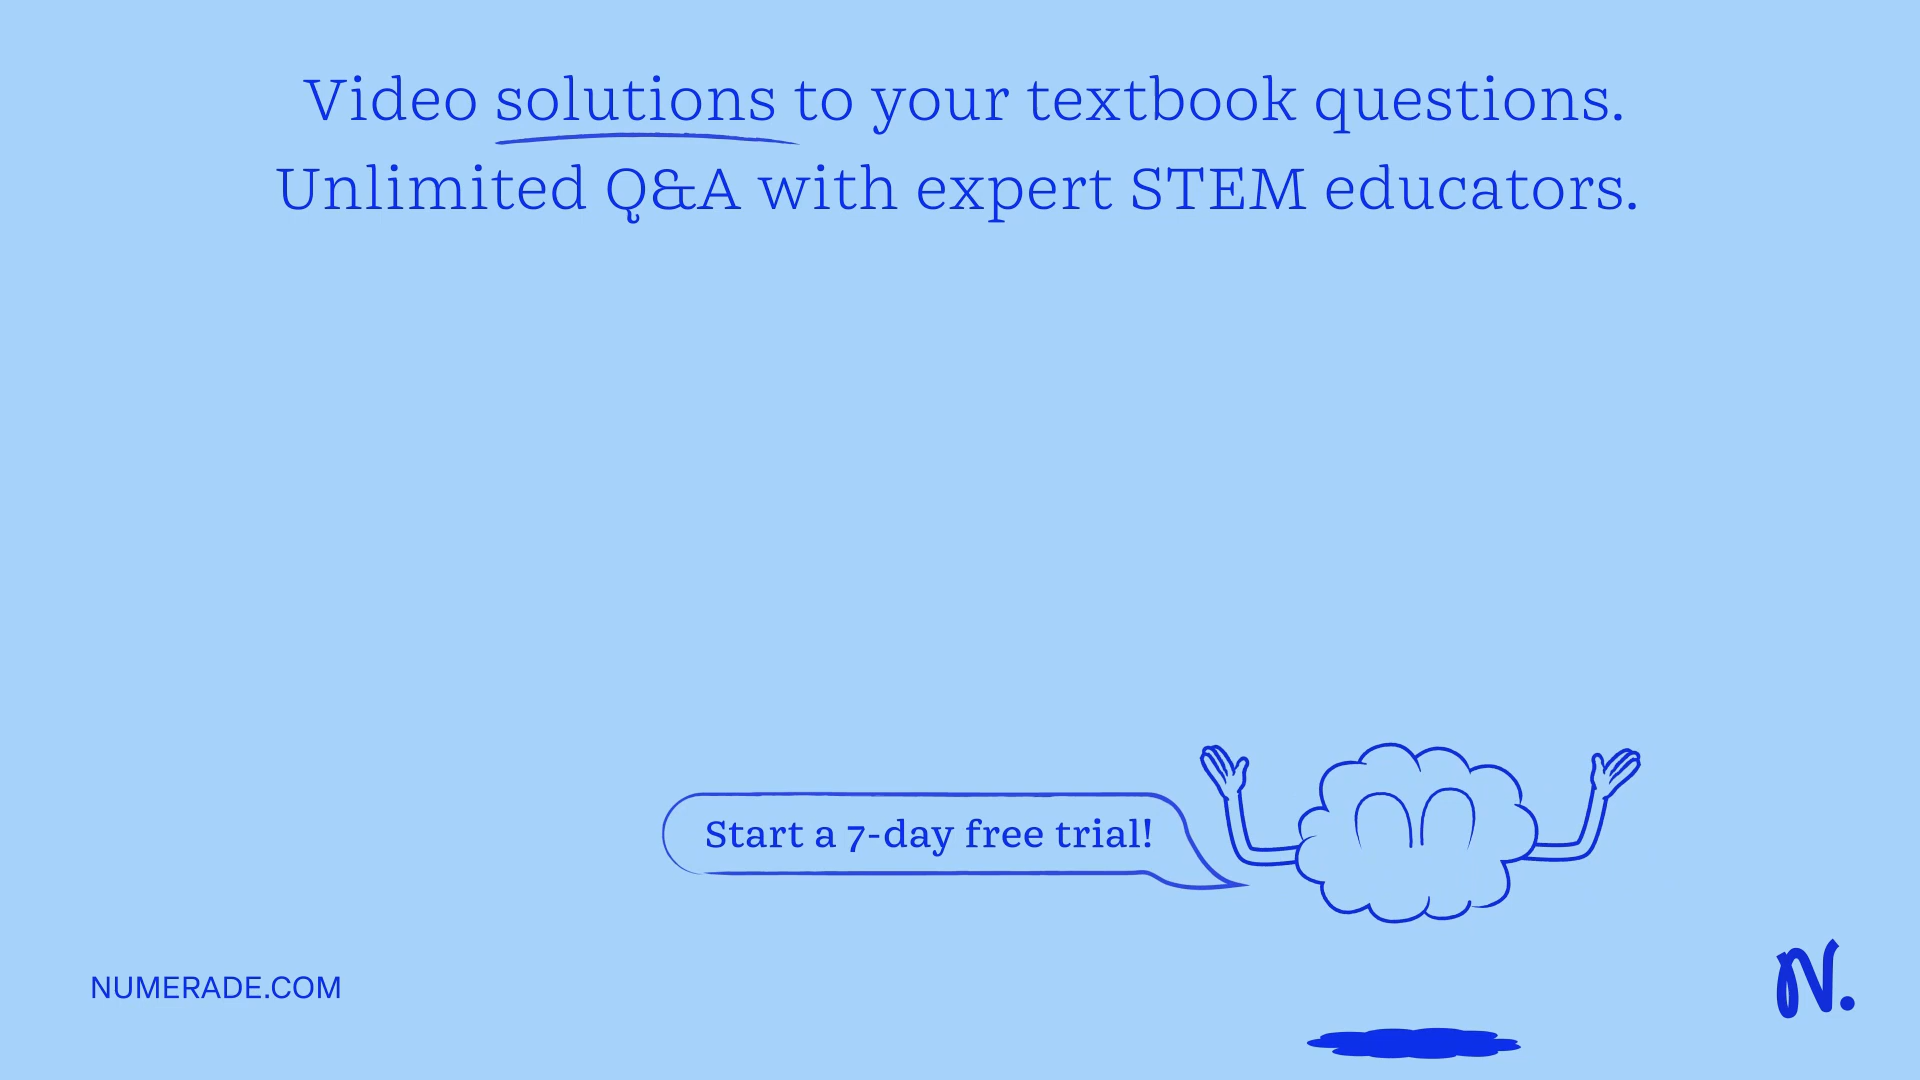 Video solutions to your textbook questions.
Unlimited Q&A with expert STEM educators.
Start a 7-day free trial!
NUMERADE.COM
N.